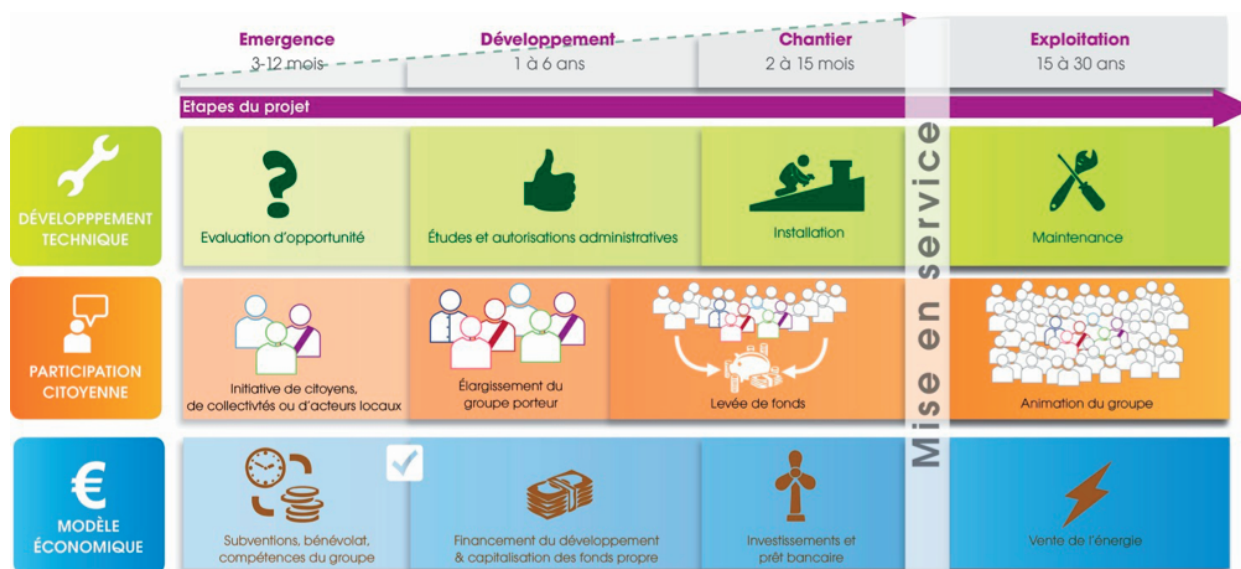 Emergence
3-12 mois
Développement
1 à 6 ans
Chantier
2 à 15 mois
Exploitation
15 à 30 ans
Etapes du projet
Mise en service
DÉVELOPPPEMENT
TECHNIQUE
Evaluation d'opportunité
Études et autorisations administratives
Installation
Maintenance
PARTICIPATION
CITOYENNE
Initiative de citoyens,
de collectivtés ou d'acteurs locaux
Élargissement du
groupe porteur
Levée de fonds
Animation du groupe
€
MODÈLE
ÉCONOMIQUE
Subventions, bénévolat,
compétences du groupe
Financement du développement
& capitalisation des fonds propre
Investissements et
prêt bancaire
Vente de l'énergie